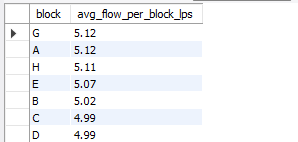 block avg_flow_per_block_lps
G 5.12
A 5.12
H 5.11
E 5.07
B 5.02
C 4.99
D 4.99